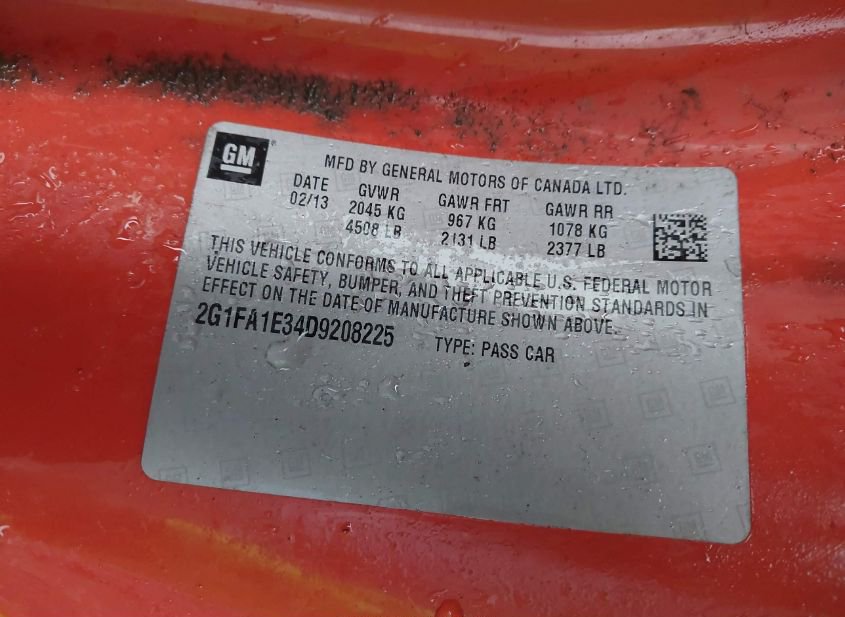 GM
MFD BY GENERAL MOTORS OF CANADA LTD.
DATE GVWR GAWR FRT GAWR RR
02/13 2045 KG 967 KG 1078 KG
4508 LB 2131 LB 2377 LB
THIS VEHICLE CONFORMS TO ALL APPLICABLE U.S. FEDERAL MOTOR
VEHICLE SAFETY, BUMPER, AND THEFT PREVENTION STANDARDS IN
EFFECT ON THE DATE OF MANUFACTURE SHOWN ABOVE.
2G1FA1E34D9208225 TYPE: PASS CAR